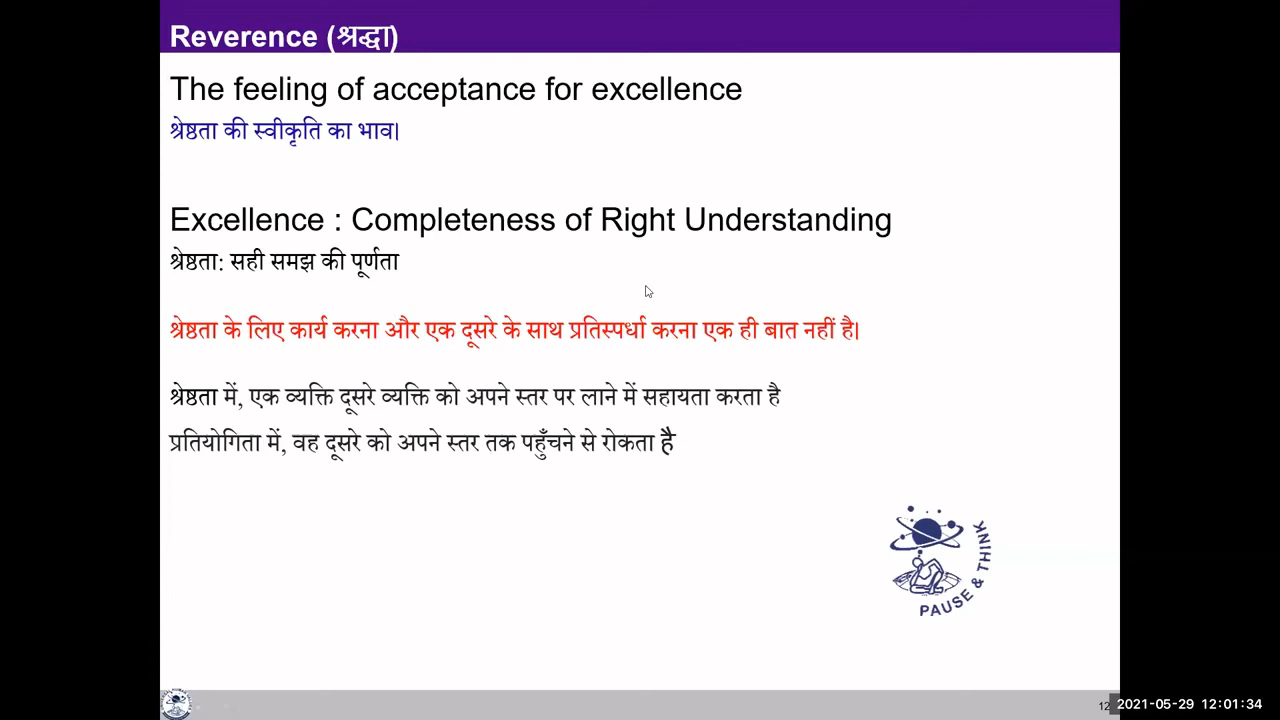 Reverence (श्रद्धा)
The feeling of acceptance for excellence
श्रेष्ठता की स्वीकृति का भाव।
Excellence : Completeness of Right Understanding
श्रेष्ठता: सही समझ की पूर्णता
श्रेष्ठता के लिए कार्य करना और एक दूसरे के साथ प्रतिस्पर्धा करना एक ही बात नहीं है।
श्रेष्ठता में, एक व्यक्ति दूसरे व्यक्ति को अपने स्तर पर लाने में सहायता करता है
प्रतियोगिता में, वह दूसरे को अपने स्तर तक पहुँचने से रोकता है
PAUSE & THINK
12
2021-05-29 12:01:34